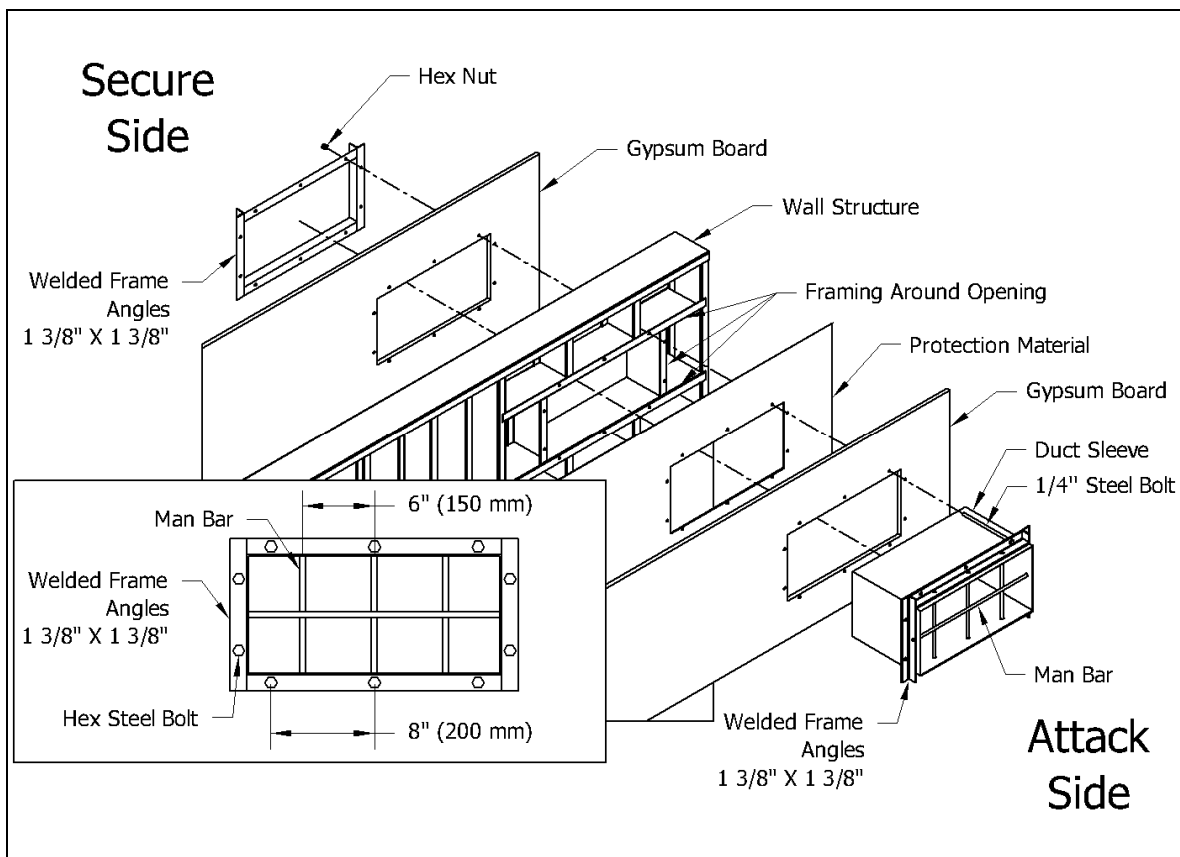 Secure
Side
Hex Nut
Gypsum Board
Wall Structure
Welded Frame
Angles
1 3/8" X 1 3/8"
Framing Around Opening
Protection Material
Gypsum Board
Duct Sleeve
1/4" Steel Bolt
6" (150 mm)
Man Bar
Welded Frame
Angles
1 3/8" X 1 3/8"
Hex Steel Bolt
8" (200 mm)
Man Bar
Welded Frame
Angles
1 3/8" X 1 3/8"
Attack
Side